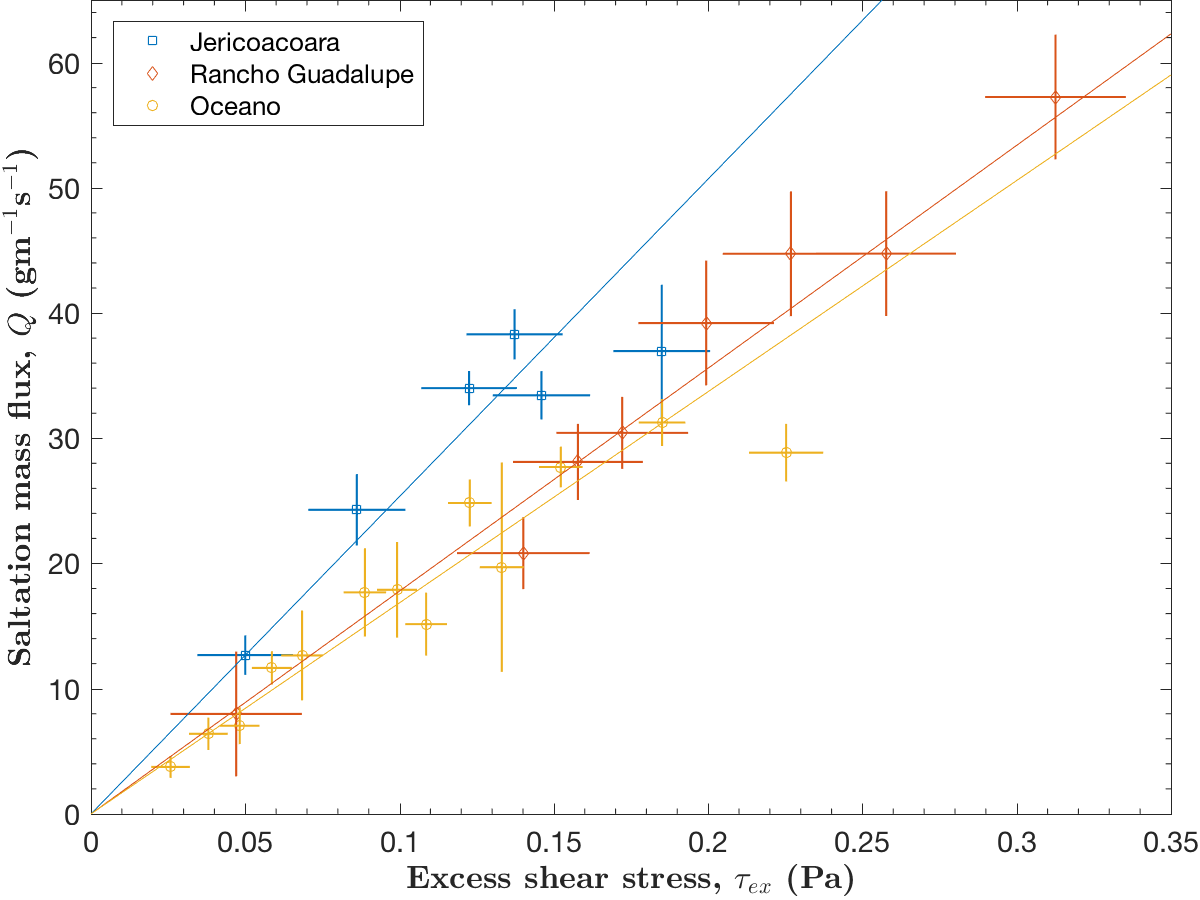 Jericoacoara
Rancho Guadalupe
Oceano
60
50
40
30
20
10
0
Saltation mass flux, Q (gm⁻¹s⁻¹)
0 0.05 0.1 0.15 0.2 0.25 0.3 0.35
Excess shear stress, τₑₓ (Pa)